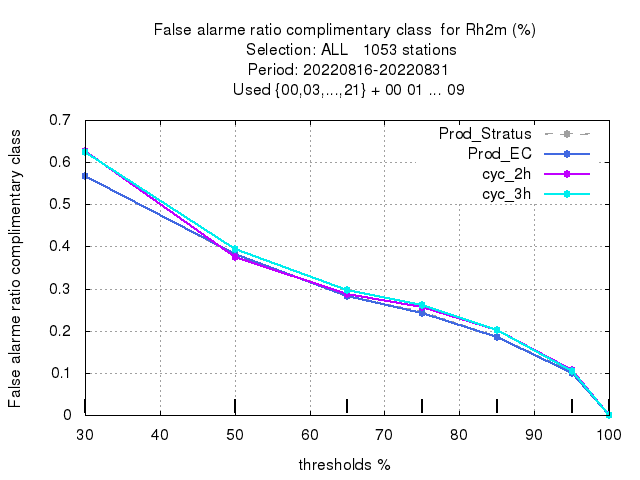 False alarme ratio complimentary class  for Rh2m (%)
Selection: ALL   1053 stations
Period: 20220816-20220831
Used {00,03,...,21} + 00 01 ... 09
False alarme ratio complimentary class
0.7
0.6
0.5
0.4
0.3
0.2
0.1
0
Prod_Stratus
Prod_EC
cyc_2h
cyc_3h
30 40 50 60 70 80 90 100
thresholds %